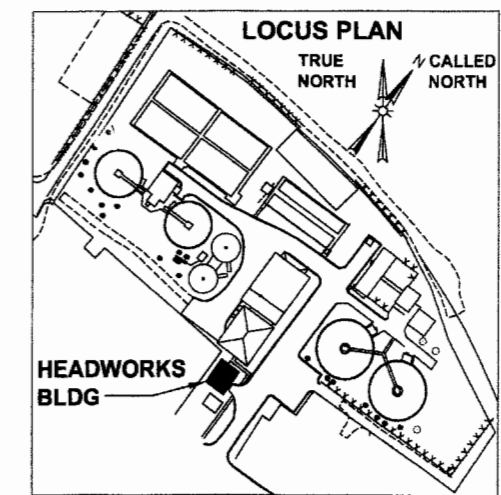 LOCUS PLAN
TRUE
NORTH
N CALLED
NORTH
HEADWORKS
BLDG